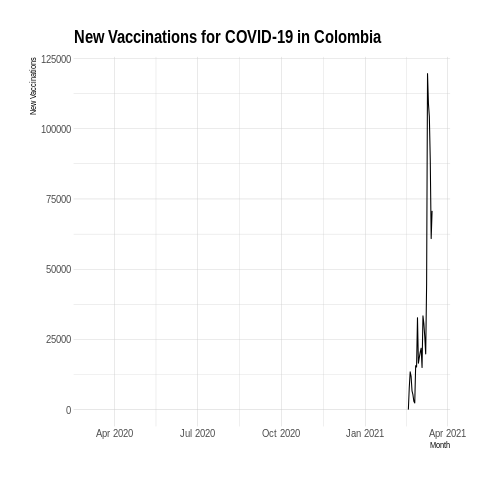 New Vaccinations for COVID-19 in Colombia
New Vaccinations
125000
100000
75000
50000
25000
0
Apr 2020 Jul 2020 Oct 2020 Jan 2021 Apr 2021
Month